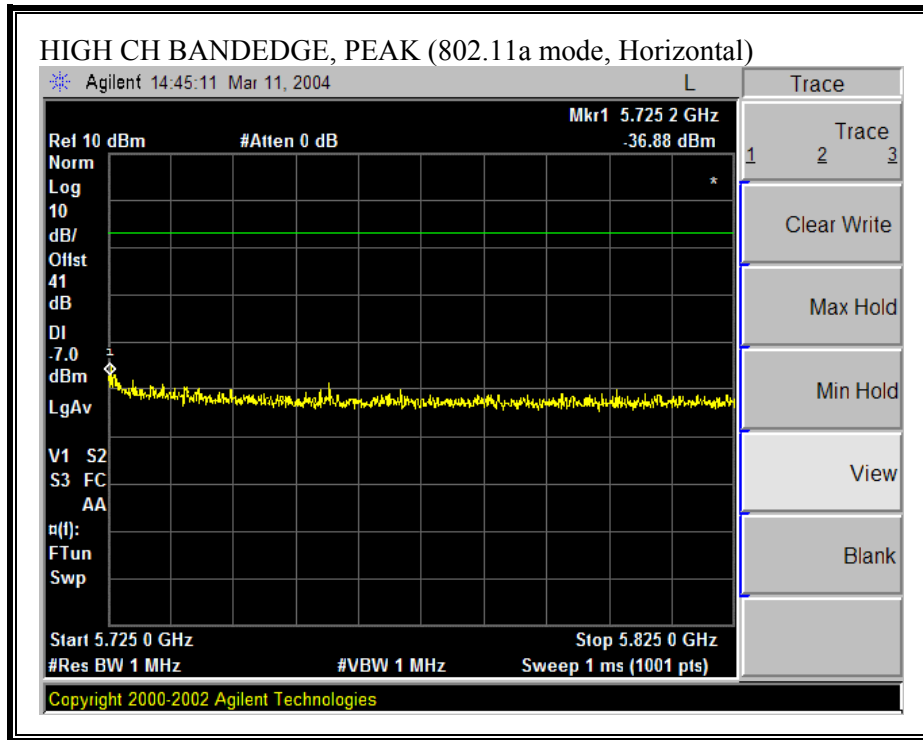 HIGH CH BANDEDGE, PEAK (802.11a mode, Horizontal)
Agilent 14:45:11 Mar 11, 2004 L
Trace
Mkr1 5.725 2 GHz
Ref 10 dBm #Atten 0 dB -36.88 dBm
Norm
Log
10
dB/
Offst
41
dB
DI
-7.0
dBm
LgAv
V1 S2
S3 FC
AA
¤(f):
FTun
Swp
*
1
Start 5.725 0 GHz Stop 5.825 0 GHz
#Res BW 1 MHz #VBW 1 MHz Sweep 1 ms (1001 pts)
Copyright 2000-2002 Agilent Technologies
Trace
1 2 3
Clear Write
Max Hold
Min Hold
View
Blank